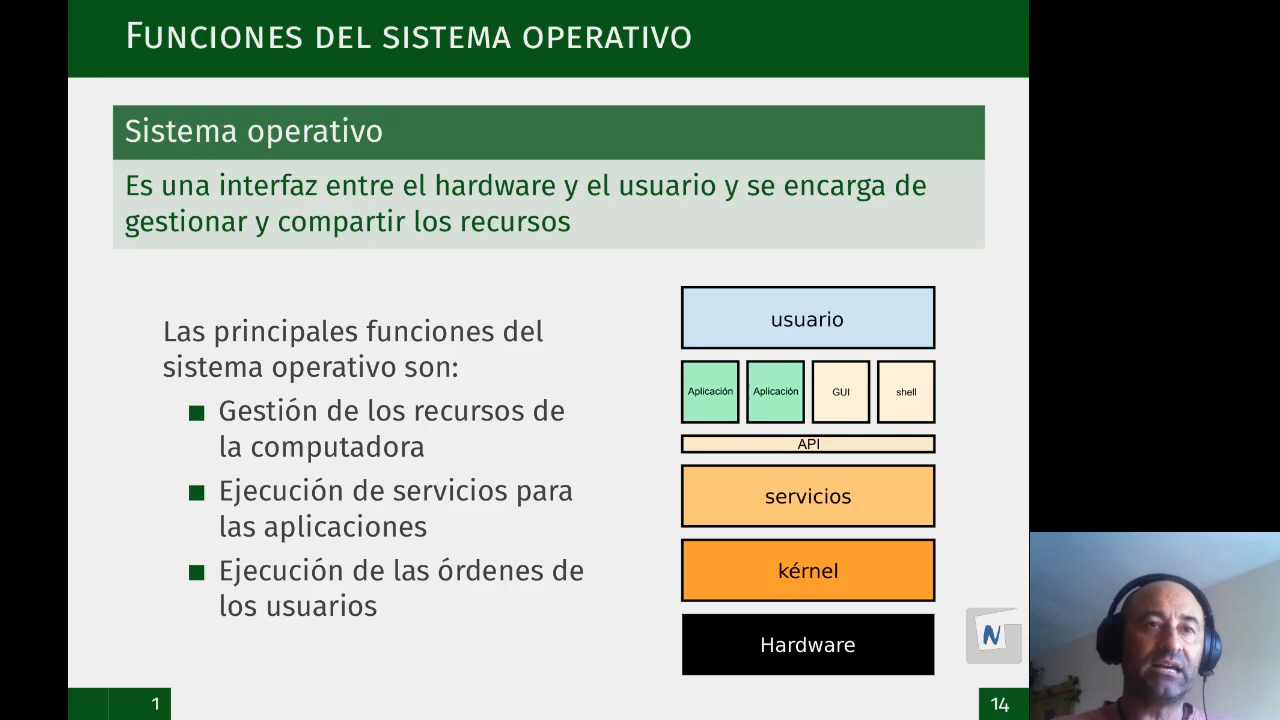 Funciones del sistema operativo
Sistema operativo
Es una interfaz entre el hardware y el usuario y se encarga de
gestionar y compartir los recursos
Las principales funciones del
sistema operativo son:
Gestión de los recursos de
la computadora
Ejecución de servicios para
las aplicaciones
Ejecución de las órdenes de
los usuarios
usuario
Aplicación Aplicación GUI shell
API
servicios
kérnel
Hardware
N
1
14